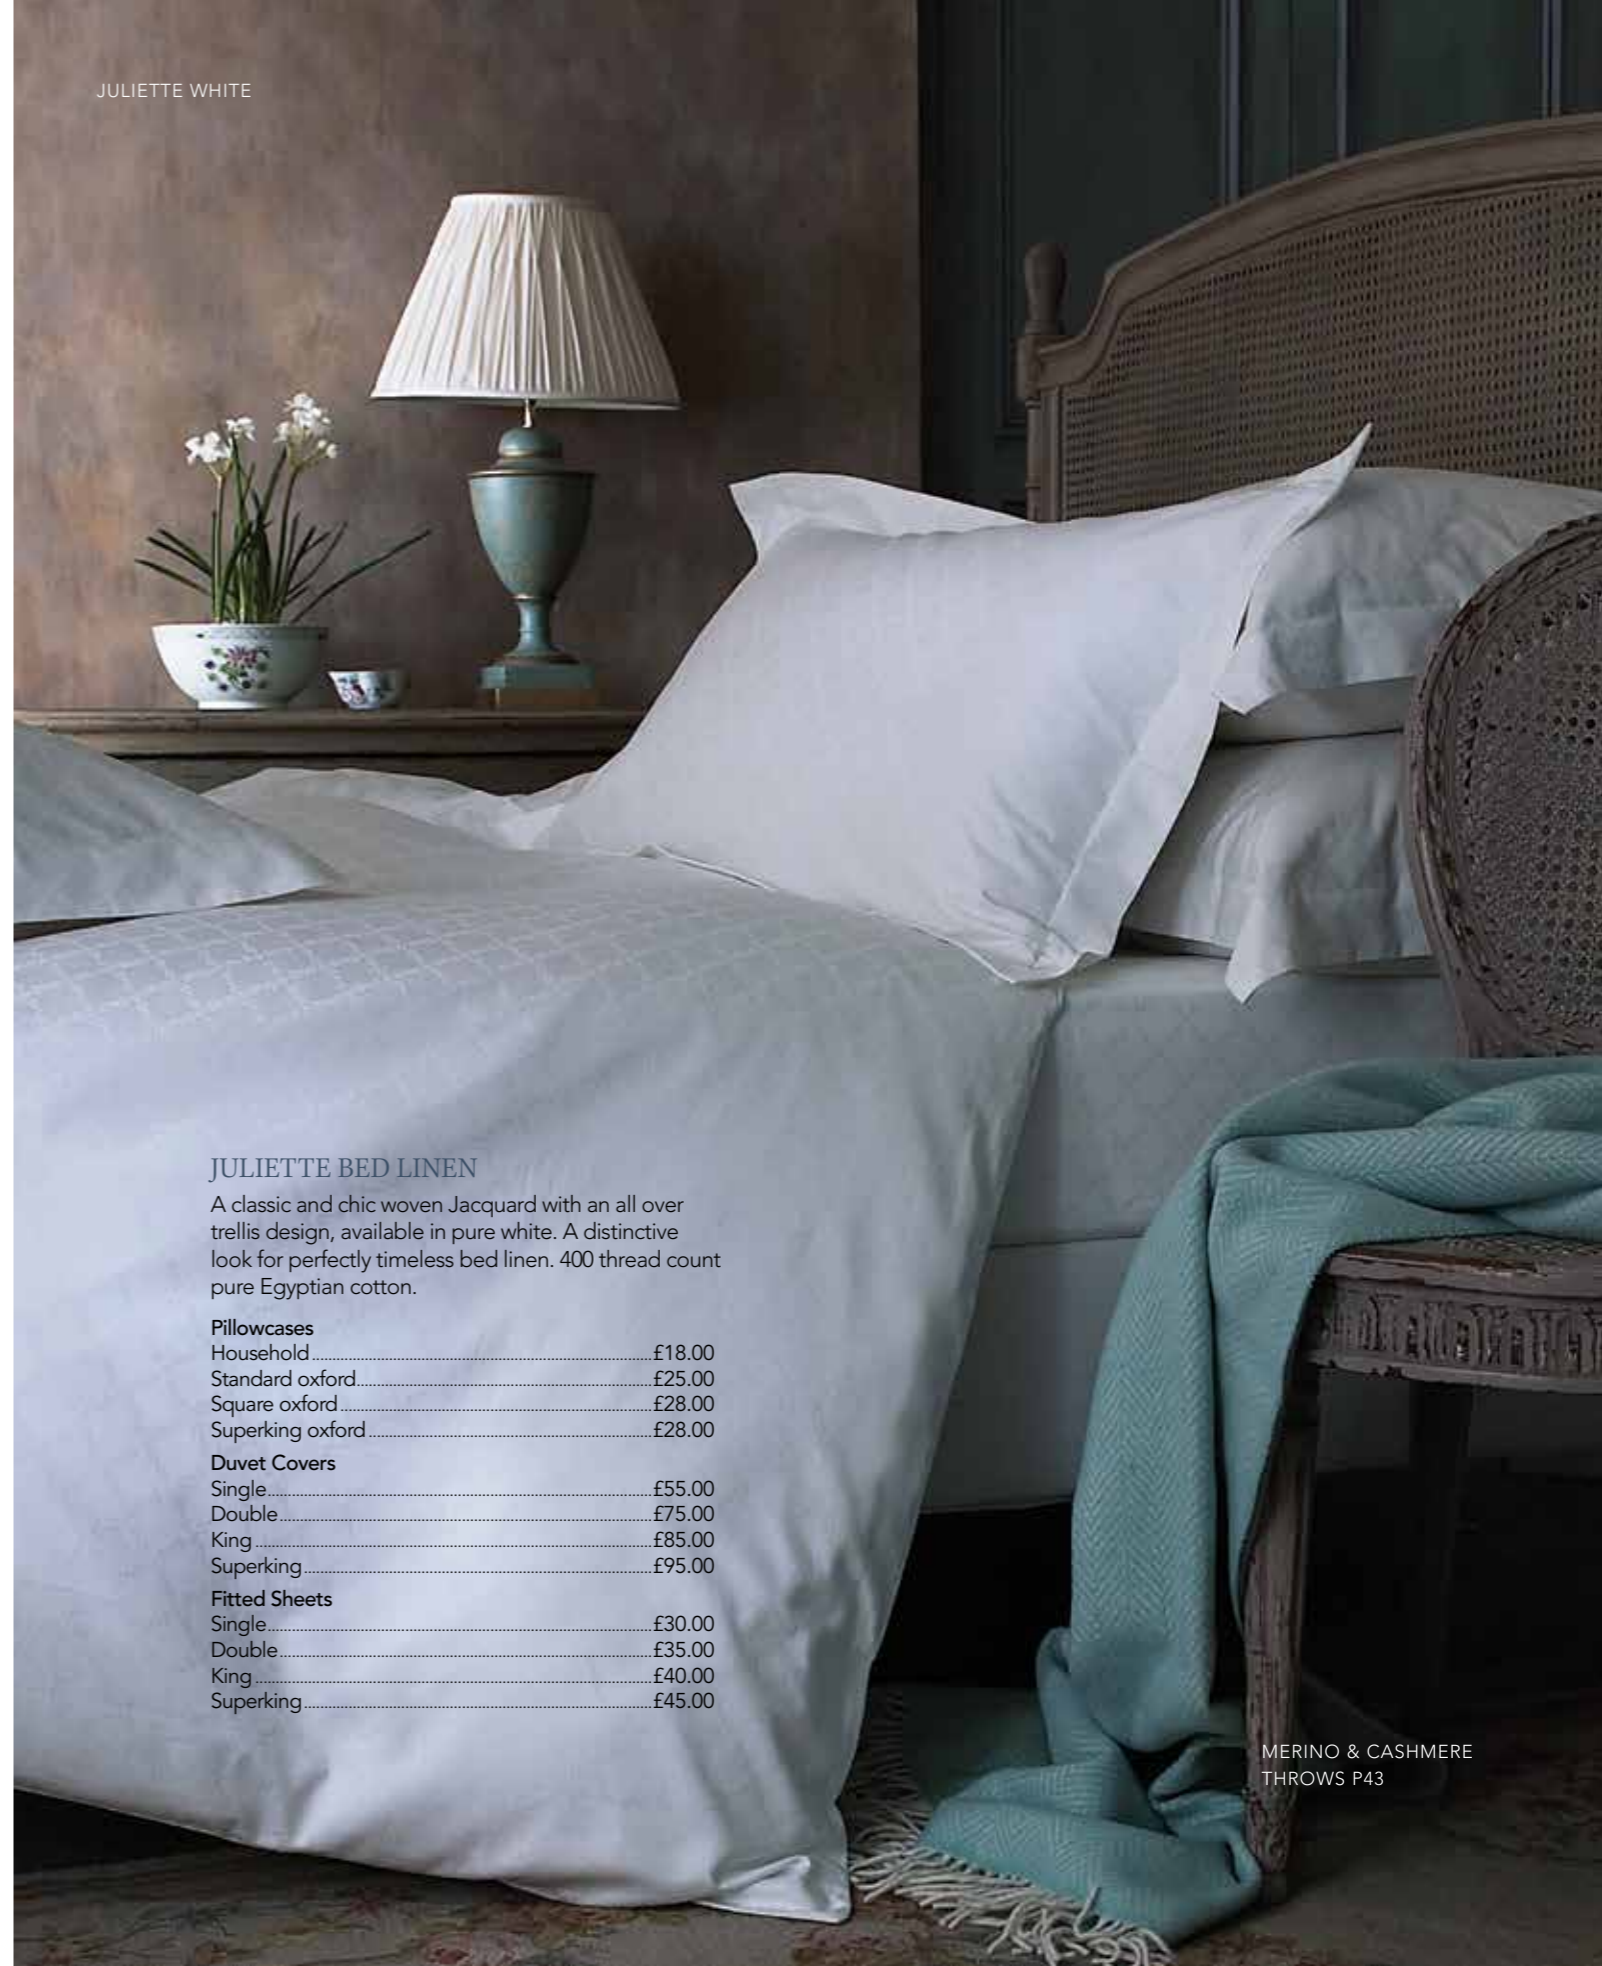 JULIETTE WHITE
JULIETTE BED LINEN
A classic and chic woven Jacquard with an all over
trellis design, available in pure white. A distinctive
look for perfectly timeless bed linen. 400 thread count
pure Egyptian cotton.
Pillowcases
Household £18.00
Standard oxford £25.00
Square oxford £28.00
Superking oxford £28.00
Duvet Covers
Single £55.00
Double £75.00
King £85.00
Superking £95.00
Fitted Sheets
Single £30.00
Double £35.00
King £40.00
Superking £45.00
MERINO & CASHMERE
THROWS P43